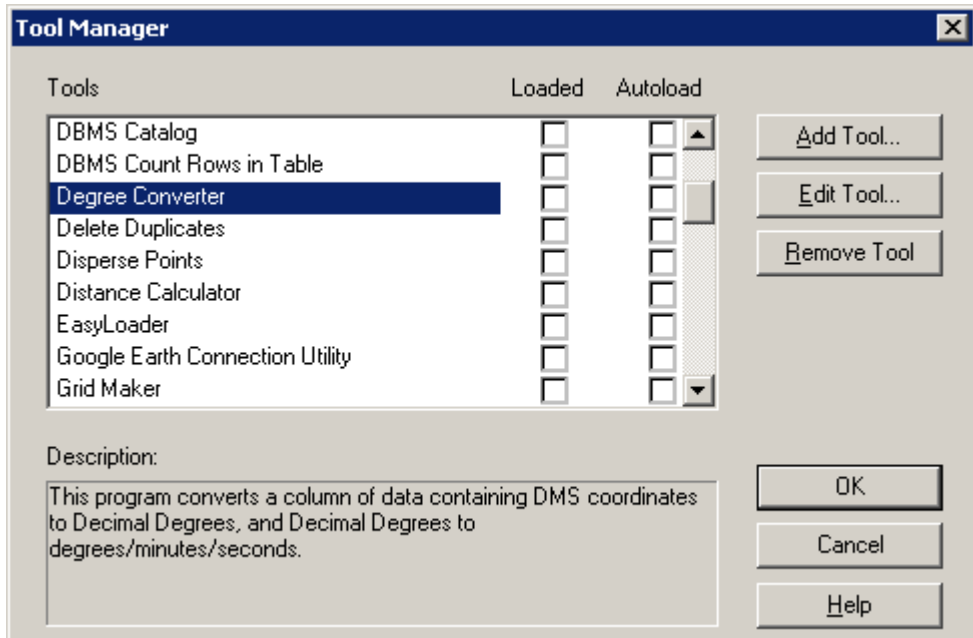 Tool Manager
Tools Loaded Autoload
DBMS Catalog
DBMS Count Rows in Table
Degree Converter
Delete Duplicates
Disperse Points
Distance Calculator
EasyLoader
Google Earth Connection Utility
Grid Maker
Add Tool...
Edit Tool...
Remove Tool
Description:
This program converts a column of data containing DMS coordinates
to Decimal Degrees, and Decimal Degrees to
degrees/minutes/seconds.
OK
Cancel
Help